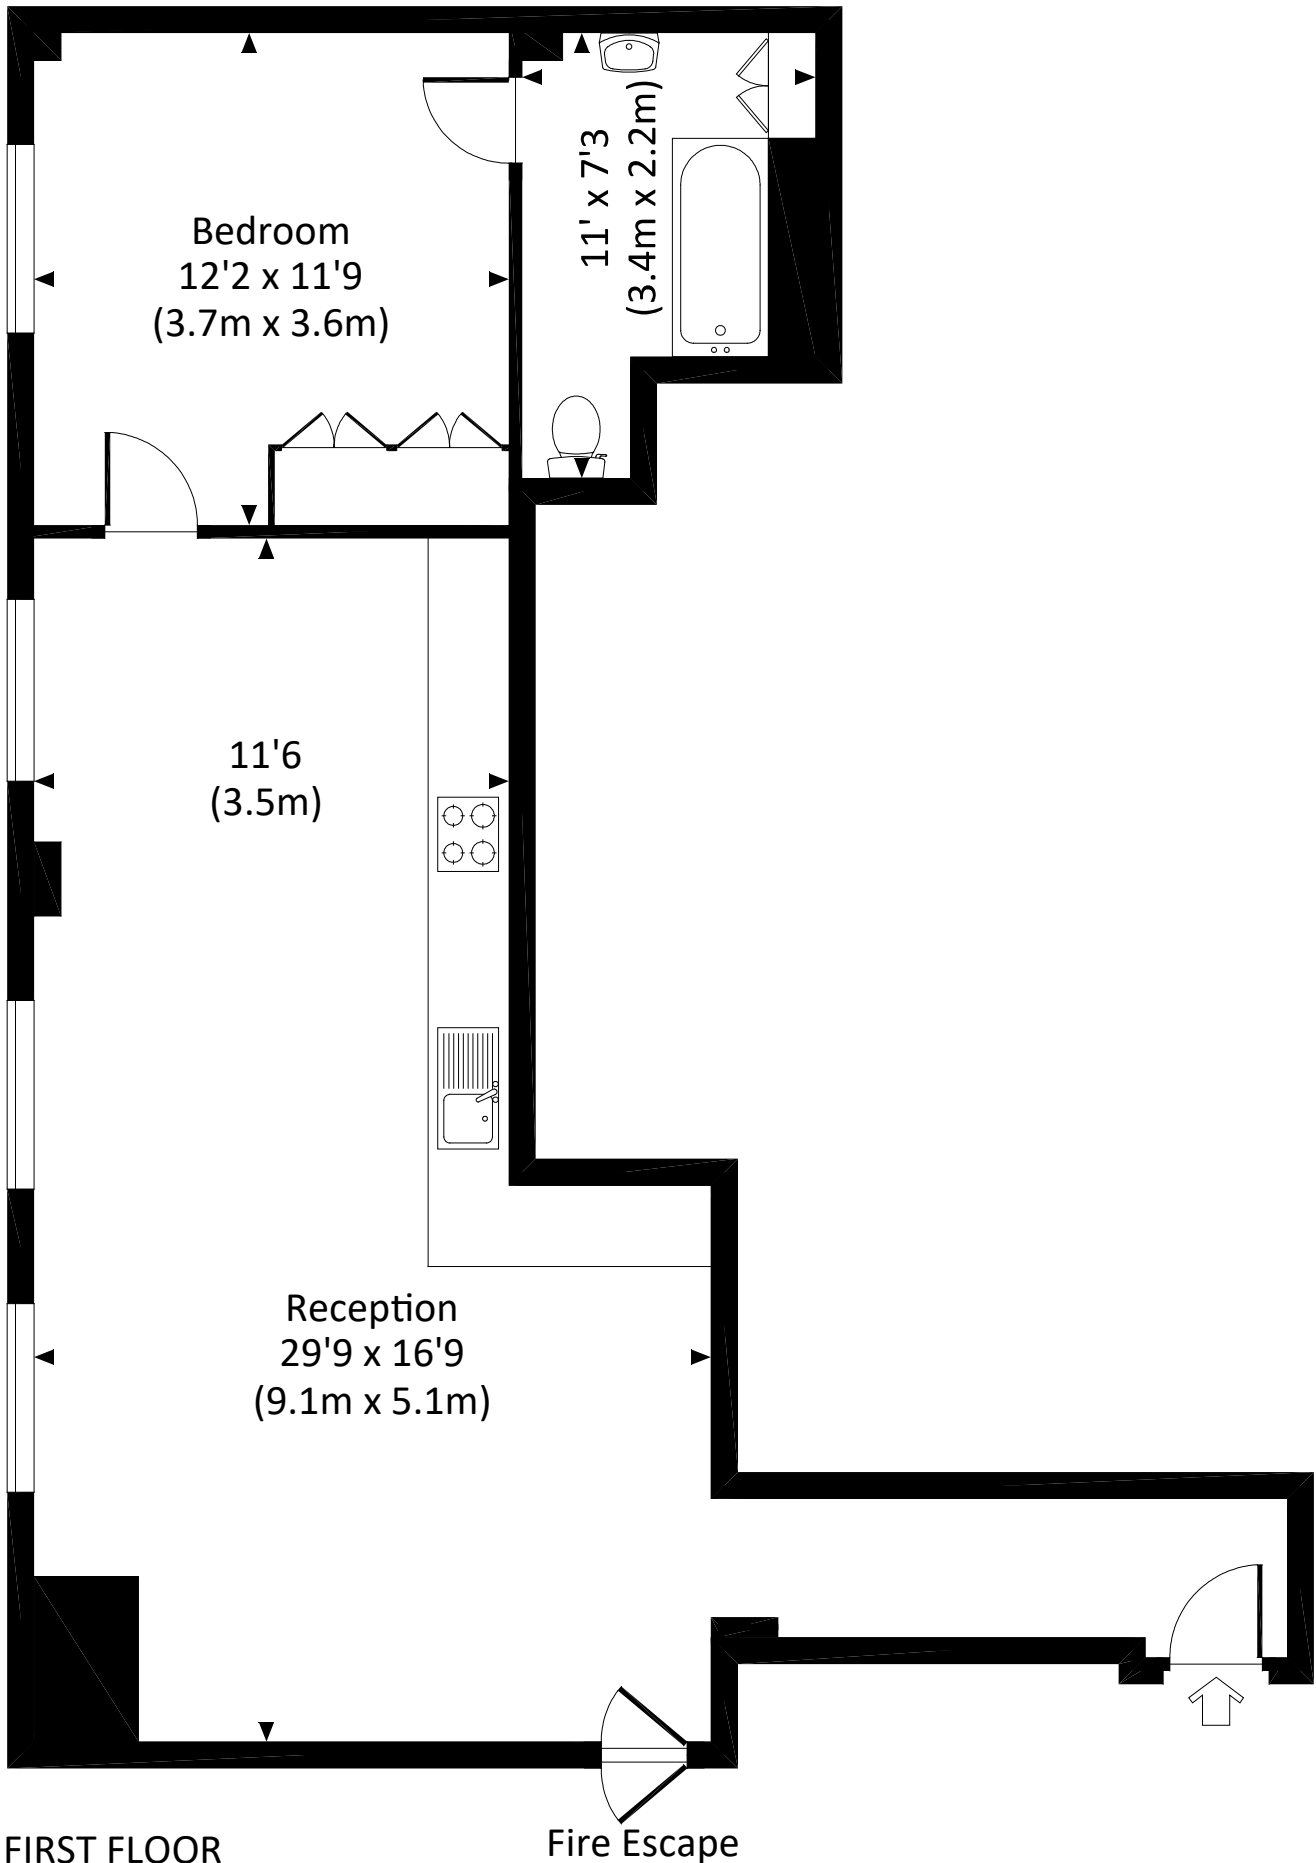 Bedroom
12'2 x 11'9
(3.7m x 3.6m)
11' x 7'3
(3.4m x 2.2m)
11'6
(3.5m)
Reception
29'9 x 16'9
(9.1m x 5.1m)
Fire Escape
FIRST FLOOR